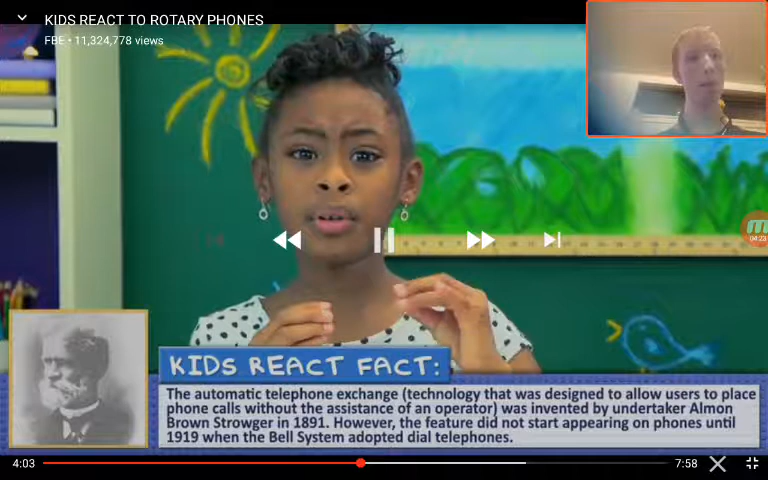 KIDS REACT TO ROTARY PHONES
FBE • 11,324,778 views
04:23
KIDS REACT FACT:
The automatic telephone exchange (technology that was designed to allow users to place
phone calls without the assistance of an operator) was invented by undertaker Almon
Brown Strowger in 1891. However, the feature did not start appearing on phones until
1919 when the Bell System adopted dial telephones.
4:03
7:58